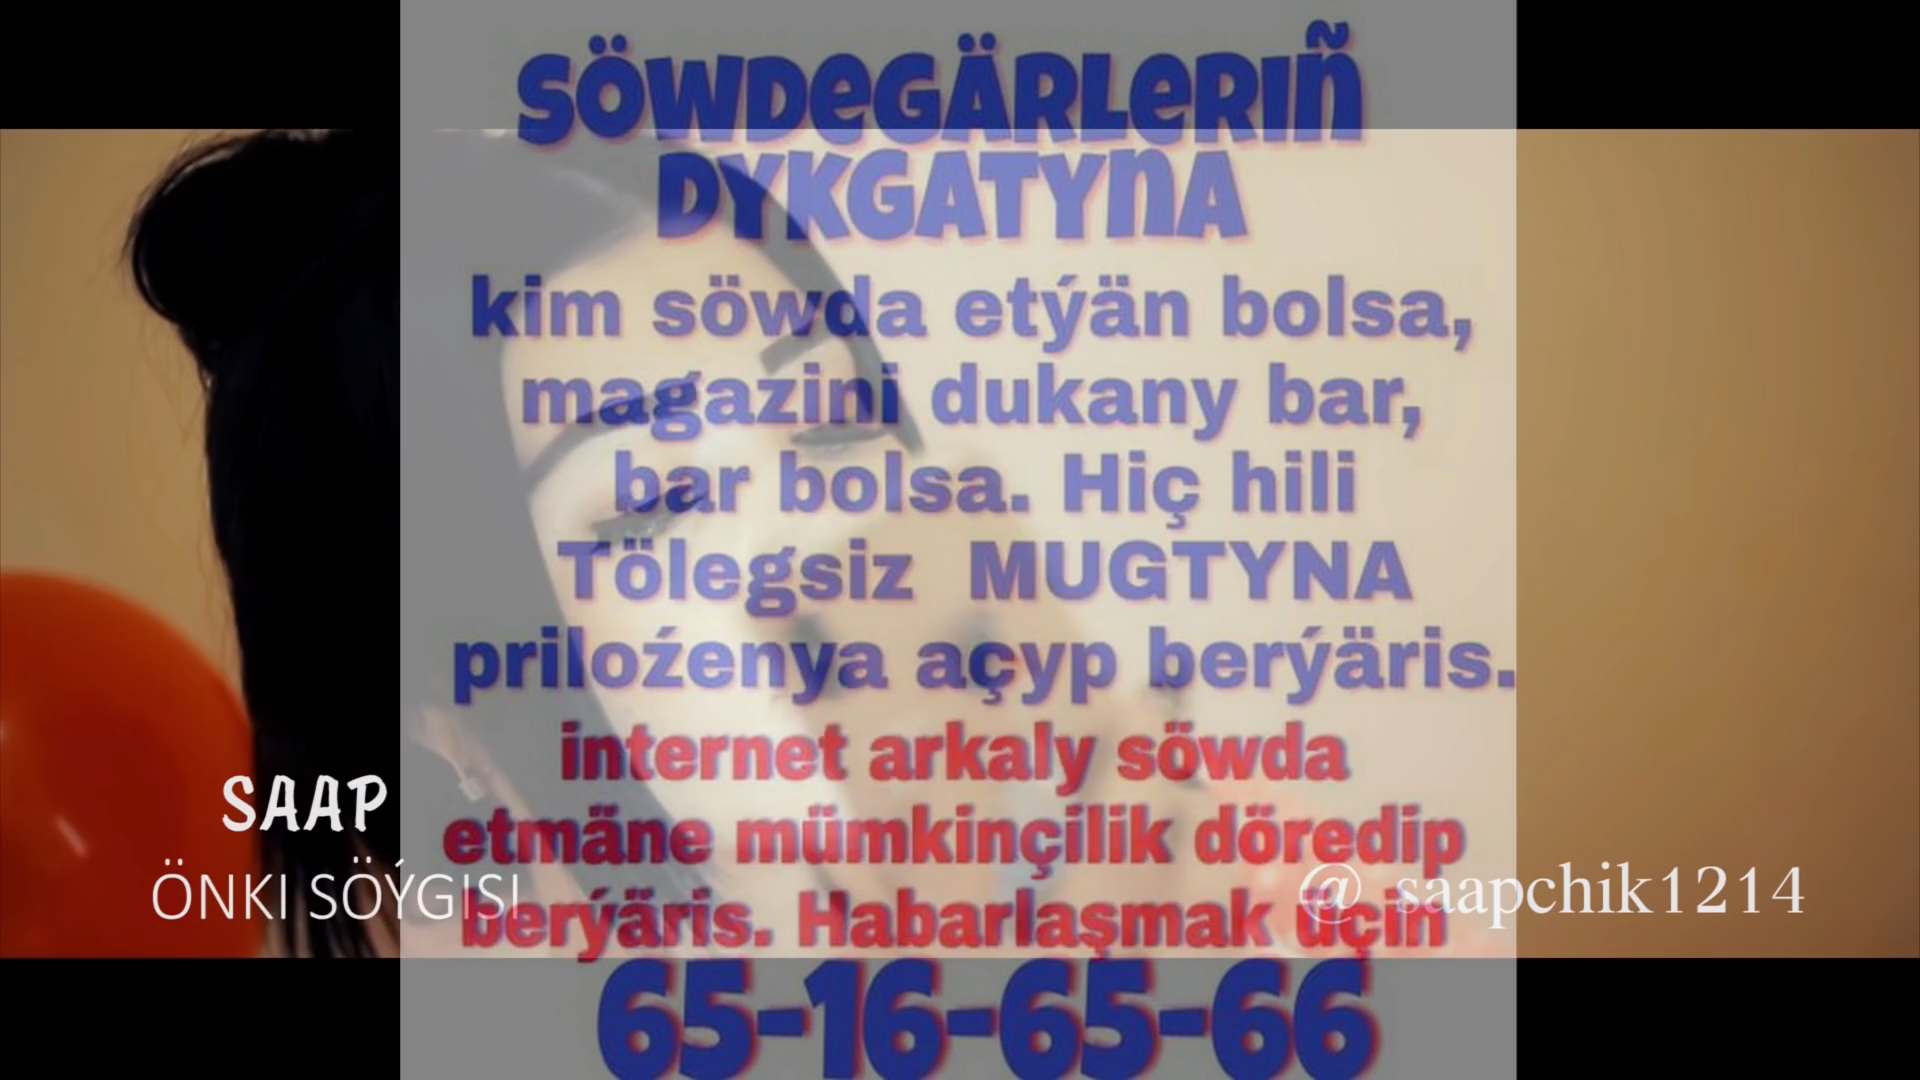 SÖWDEGÄRLERIÑ
DYKGATYNA
kim söwda etýän bolsa,
magazini dukany bar,
bar bolsa. Hiç hili
Tölegsiz MUGTYNA
priloźenya açyp berýäris.
internet arkaly söwda
etmäne mümkinçilik döredip
berýäris. Habarlaşmak üçin
65-16-65-66
SAAP
ÖNKI SÖÝGISI
@ saapchik1214